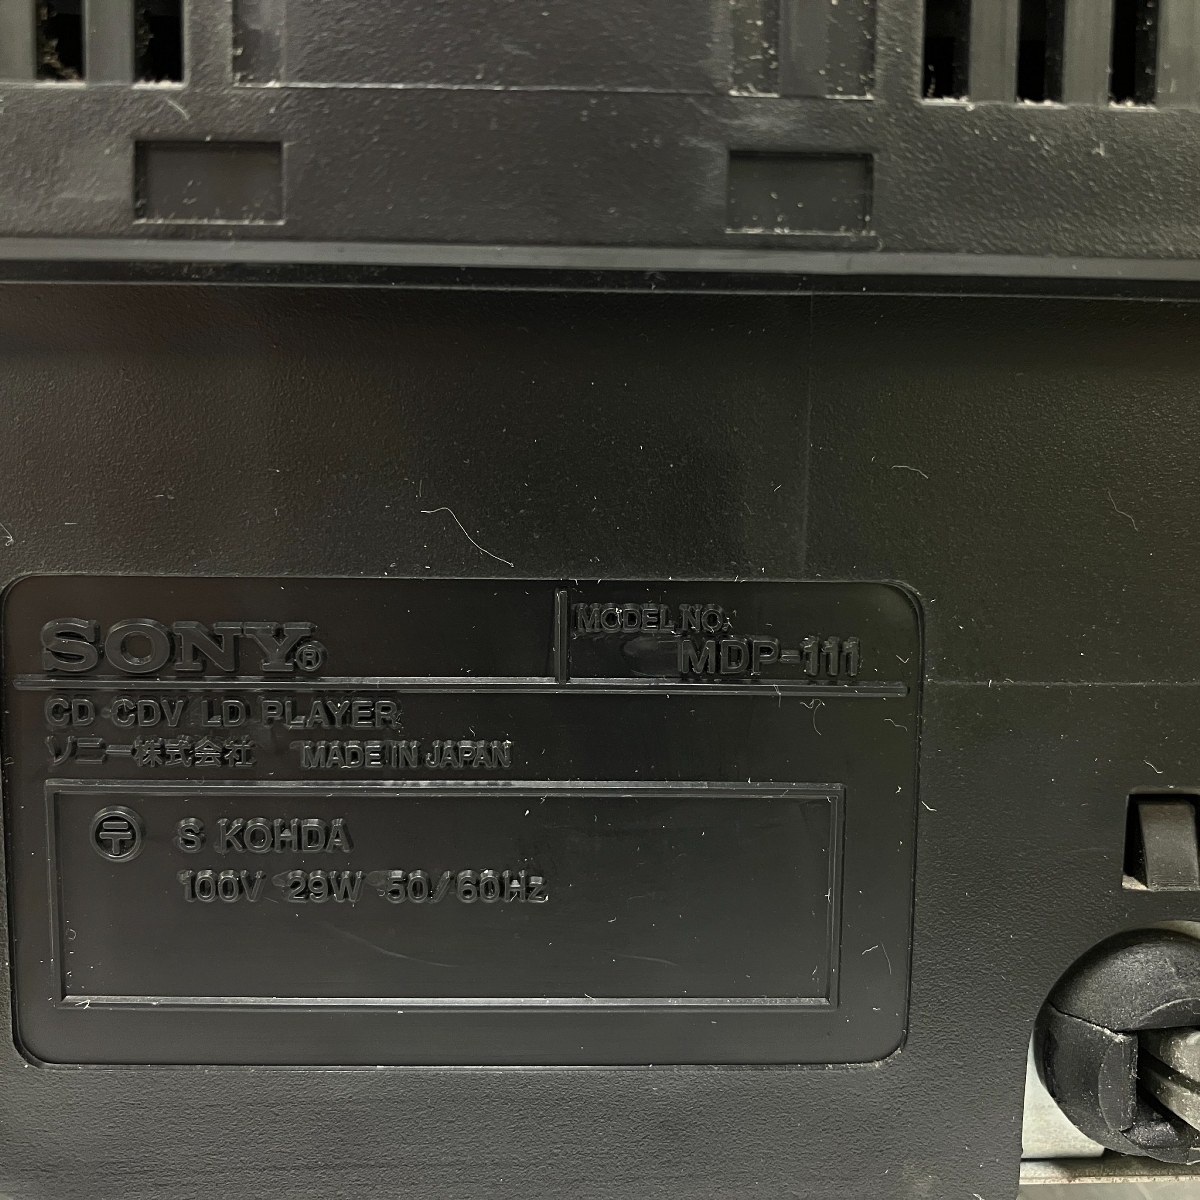 SONY®
MODEL NO.
MDP-111
CD CDV LD PLAYER
ソニー株式会社 MADE IN JAPAN
〒 S KOHDA
100V 29W 50/60Hz